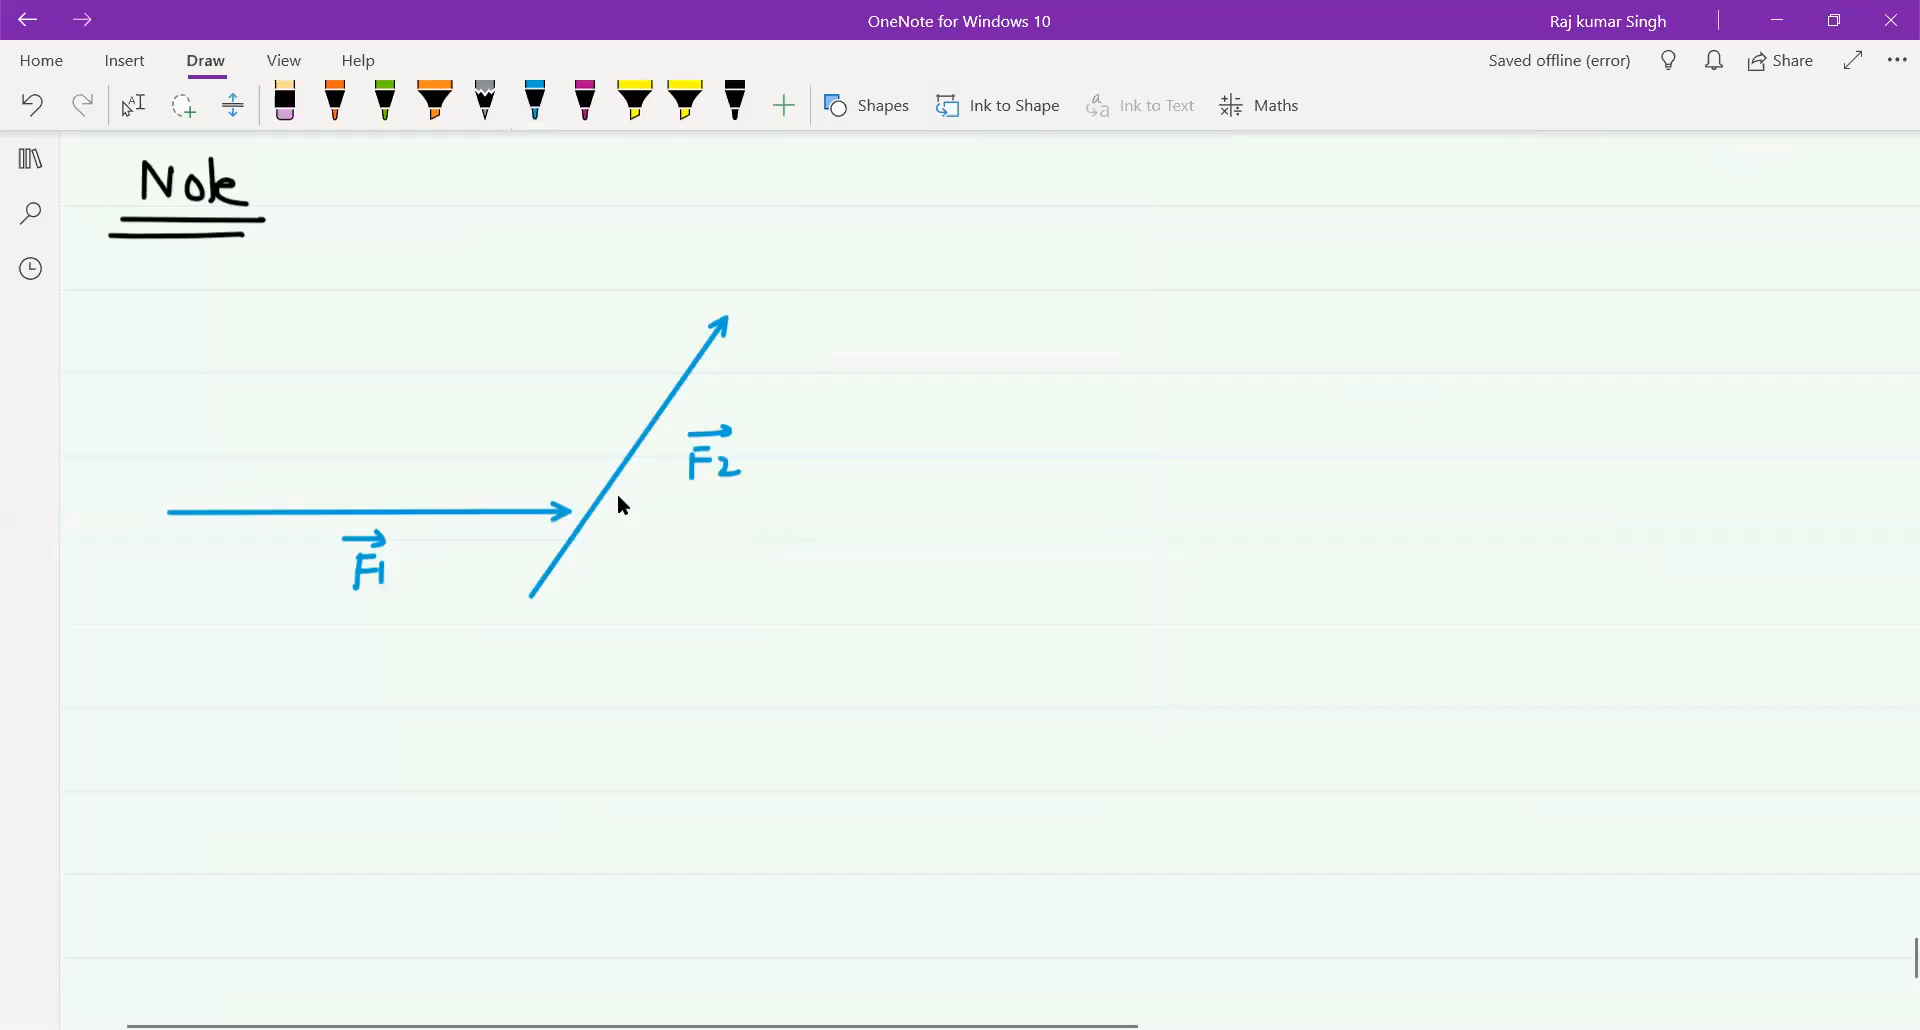 OneNote for Windows 10
Raj kumar Singh
Home Insert Draw View Help
Saved offline (error) Share
Shapes Ink to Shape Ink to Text Maths
Note
F2
F1